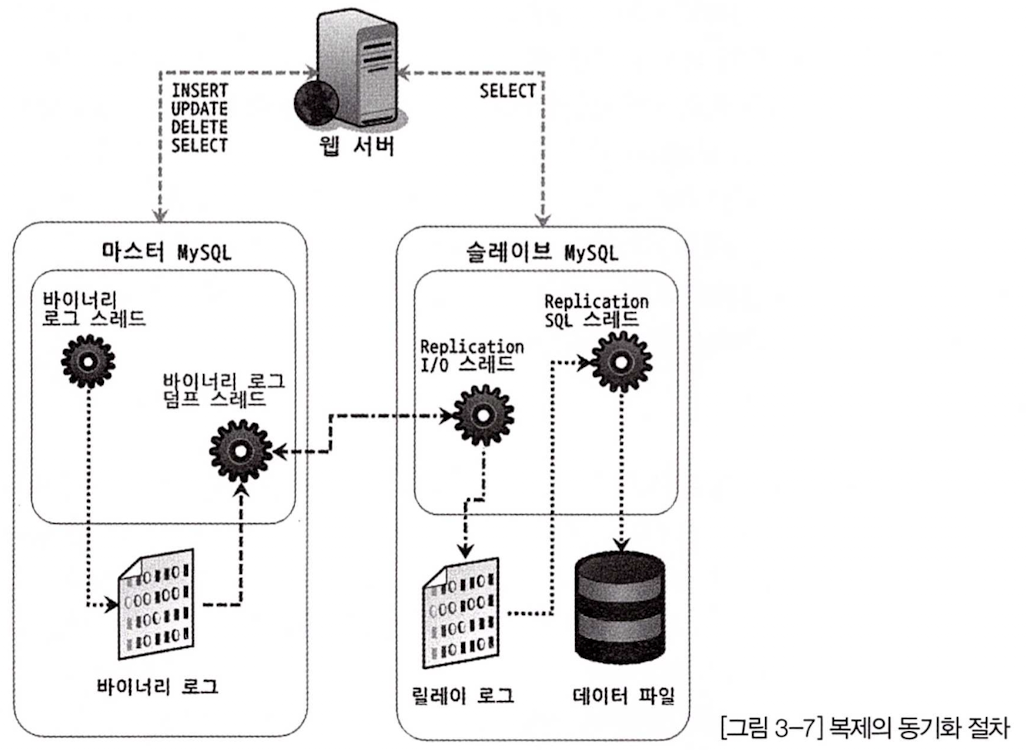 INSERT
UPDATE
DELETE
SELECT
SELECT
웹 서버
마스터 MySQL
바이너리
로그 스레드
바이너리 로그
덤프 스레드
바이너리 로그
슬레이브 MySQL
Replication
I/O 스레드
Replication
SQL 스레드
릴레이 로그
데이터 파일
[그림 3-7] 복제의 동기화 절차